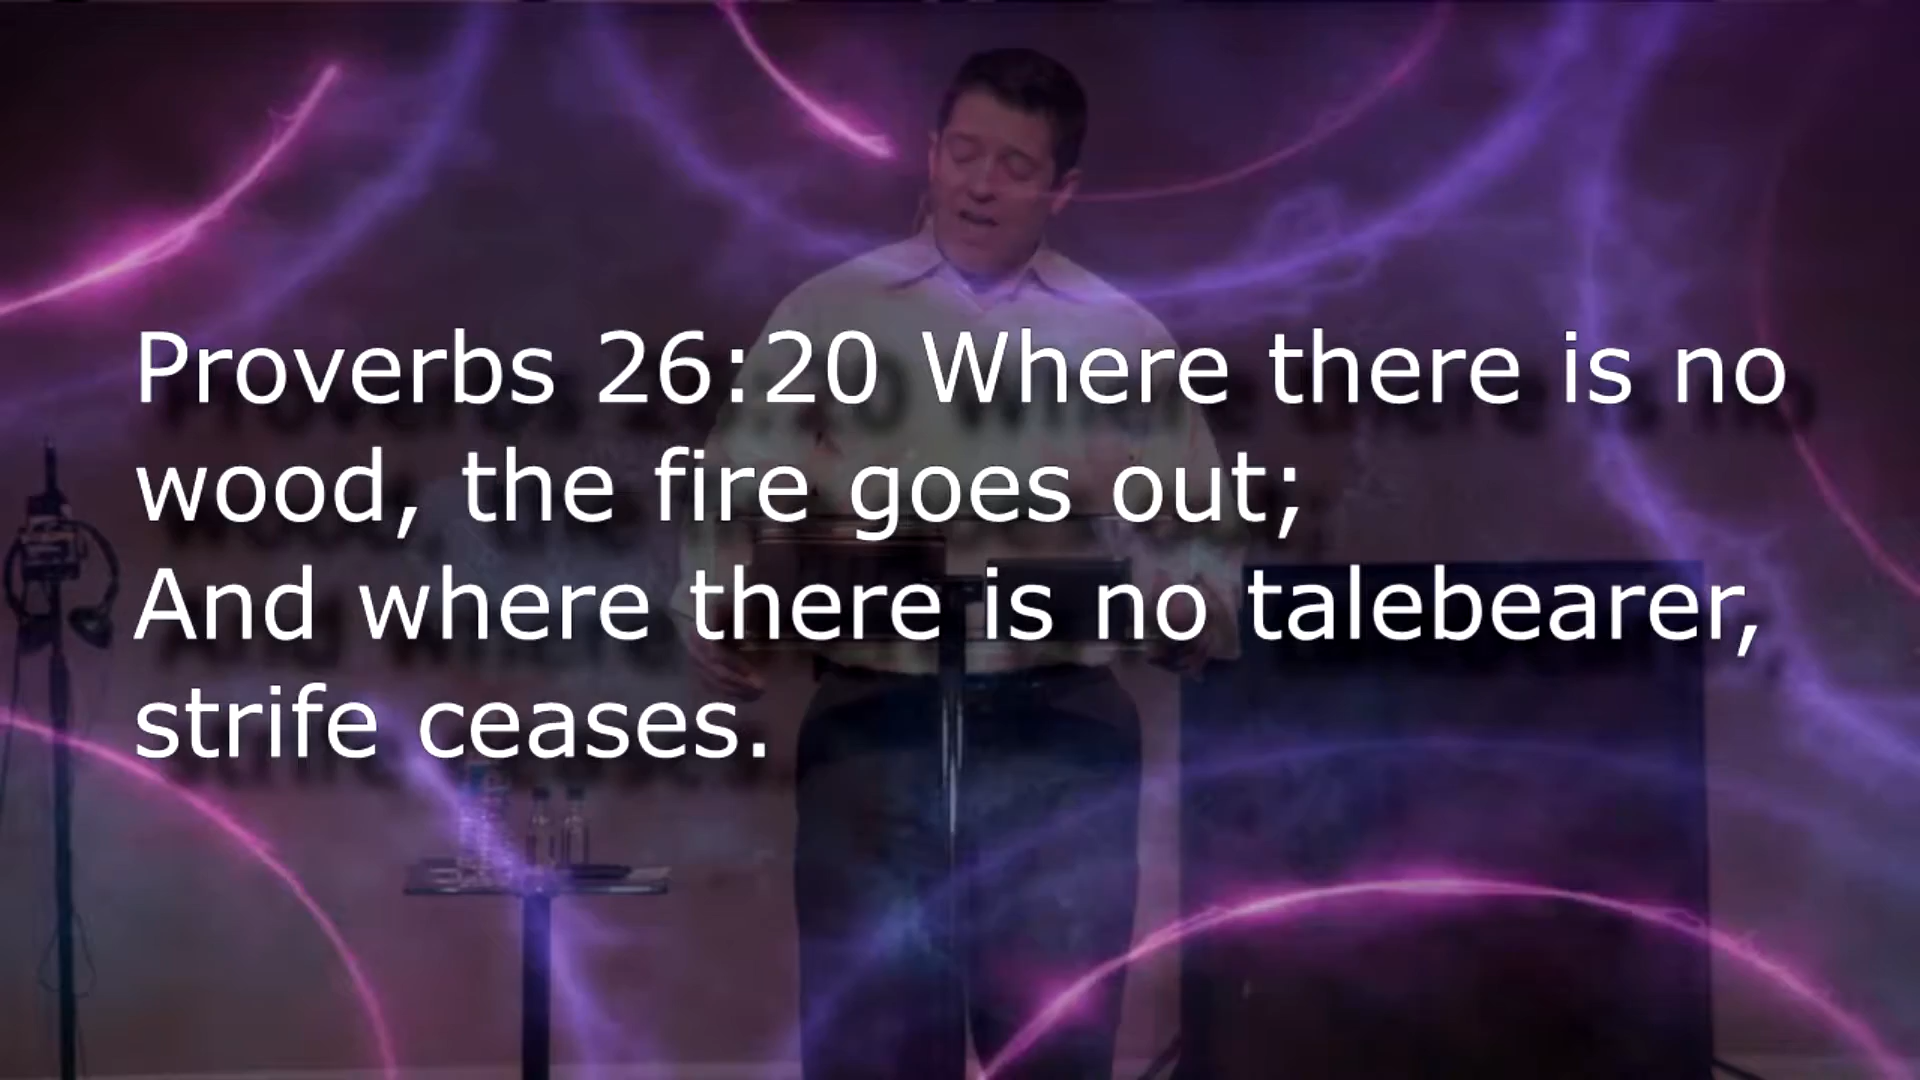 Proverbs 26:20 Where there is no
wood, the fire goes out;
And where there is no talebearer,
strife ceases.